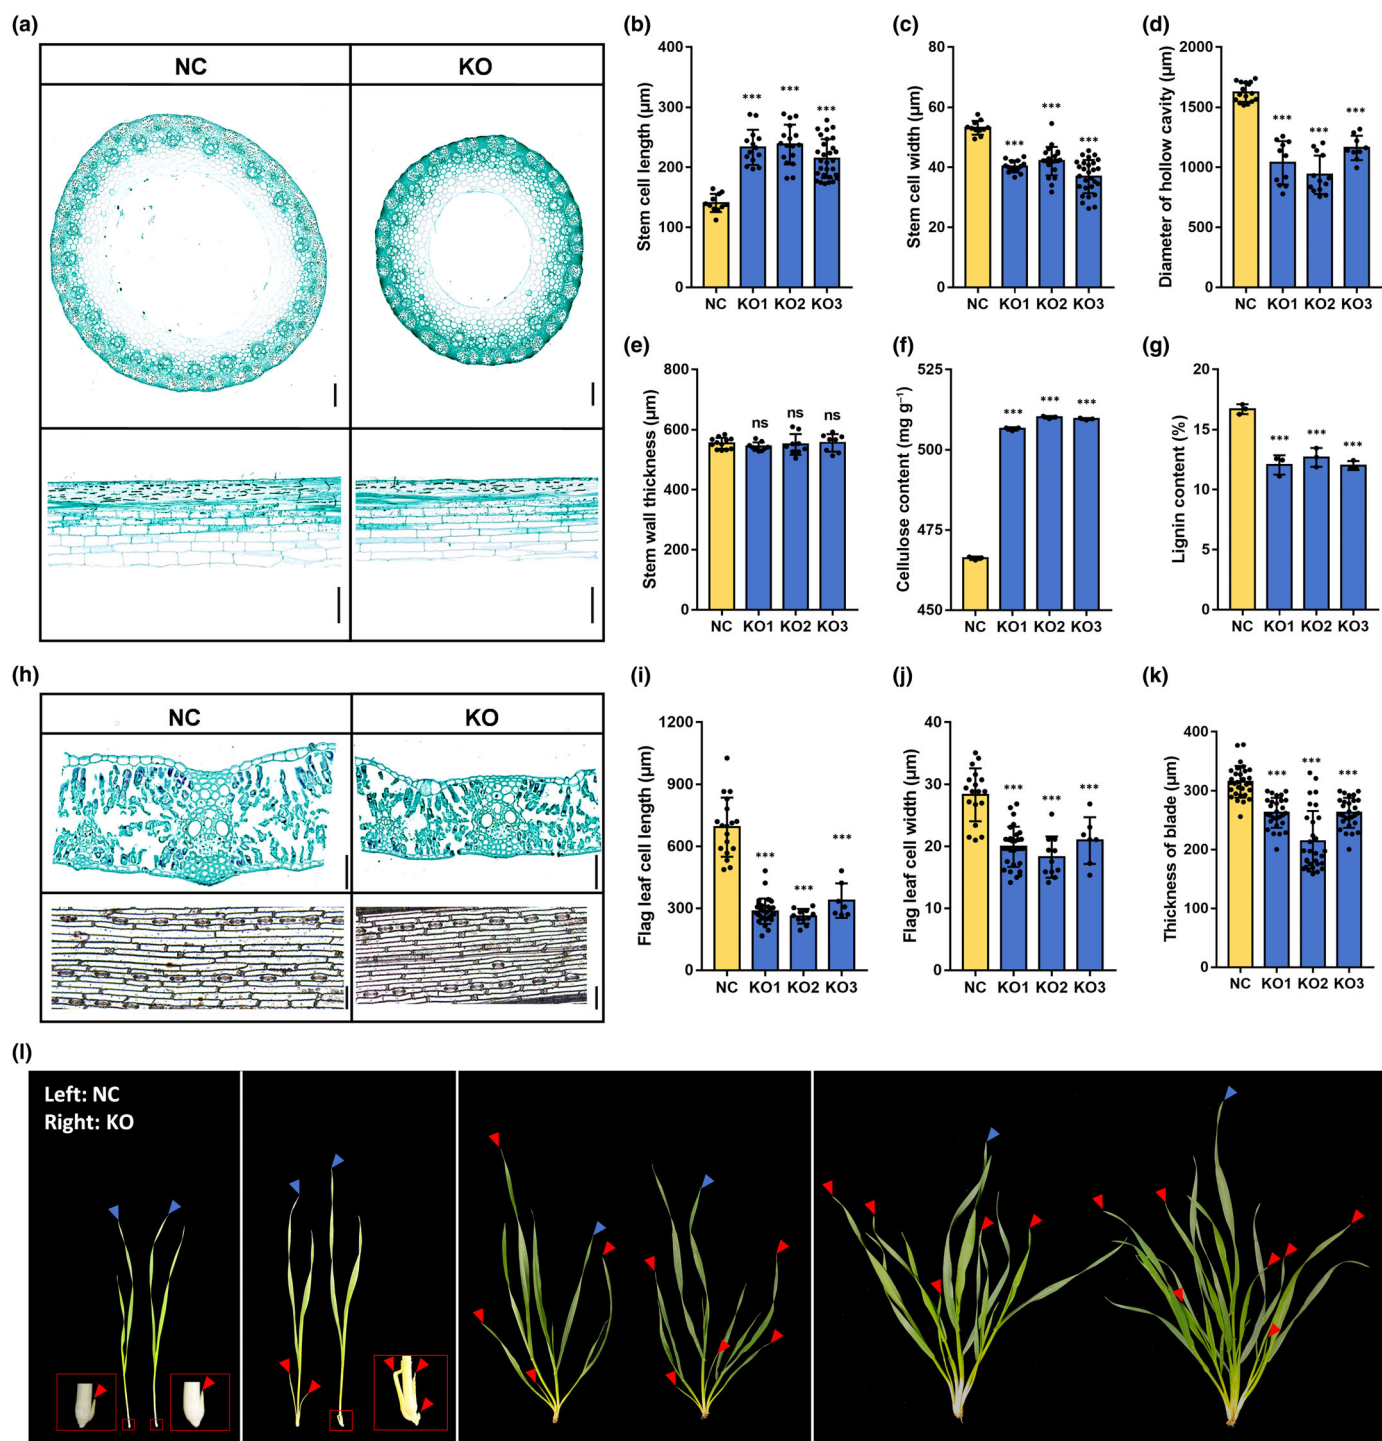 (a)
NC KO
(b)
Stem cell length (µm)
400
300
200
100
0
***
***
***
NC KO1 KO2 KO3
(c)
Stem cell width (µm)
80
60
40
20
0
***
***
***
NC KO1 KO2 KO3
(d)
Diameter of hollow cavity (µm)
2000
1500
1000
500
0
***
***
***
NC KO1 KO2 KO3
(e)
Stem wall thickness (µm)
800
600
400
200
0
ns
ns
ns
NC KO1 KO2 KO3
(f)
Cellulose content (mg g⁻¹)
525
500
475
450
***
***
***
NC KO1 KO2 KO3
(g)
Lignin content (%)
20
15
10
5
0
***
***
***
NC KO1 KO2 KO3
(h)
NC KO
(i)
Flag leaf cell length (µm)
1200
900
600
300
0
***
***
***
NC KO1 KO2 KO3
(j)
Flag leaf cell width (µm)
40
30
20
10
0
***
***
***
NC KO1 KO2 KO3
(k)
Thickness of blade (µm)
400
300
200
100
0
***
***
***
NC KO1 KO2 KO3
(l)
Left: NC
Right: KO